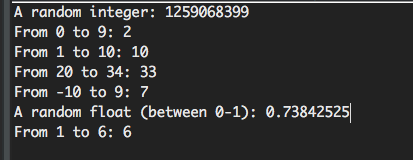 A random integer: 1259068399
From 0 to 9: 2
From 1 to 10: 10
From 20 to 34: 33
From -10 to 9: 7
A random float (between 0-1): 0.73842525
From 1 to 6: 6